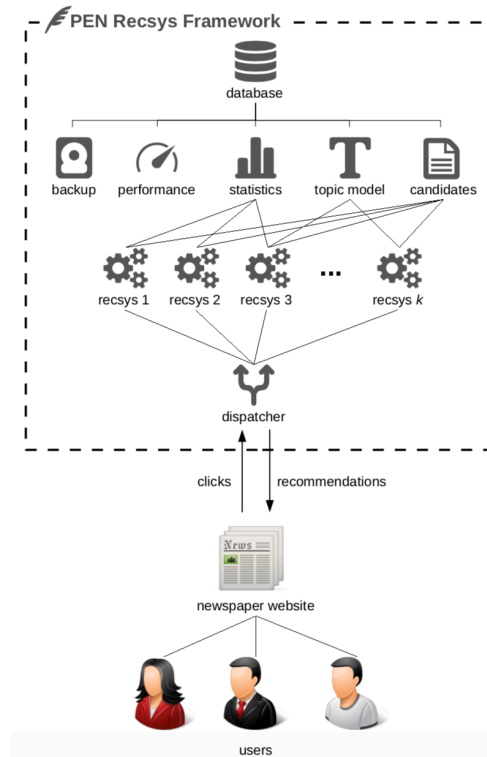 PEN Recsys Framework
database
backup performance statistics topic model candidates
recsys 1 recsys 2 recsys 3 ... recsys k
dispatcher
clicks recommendations
News
newspaper website
users